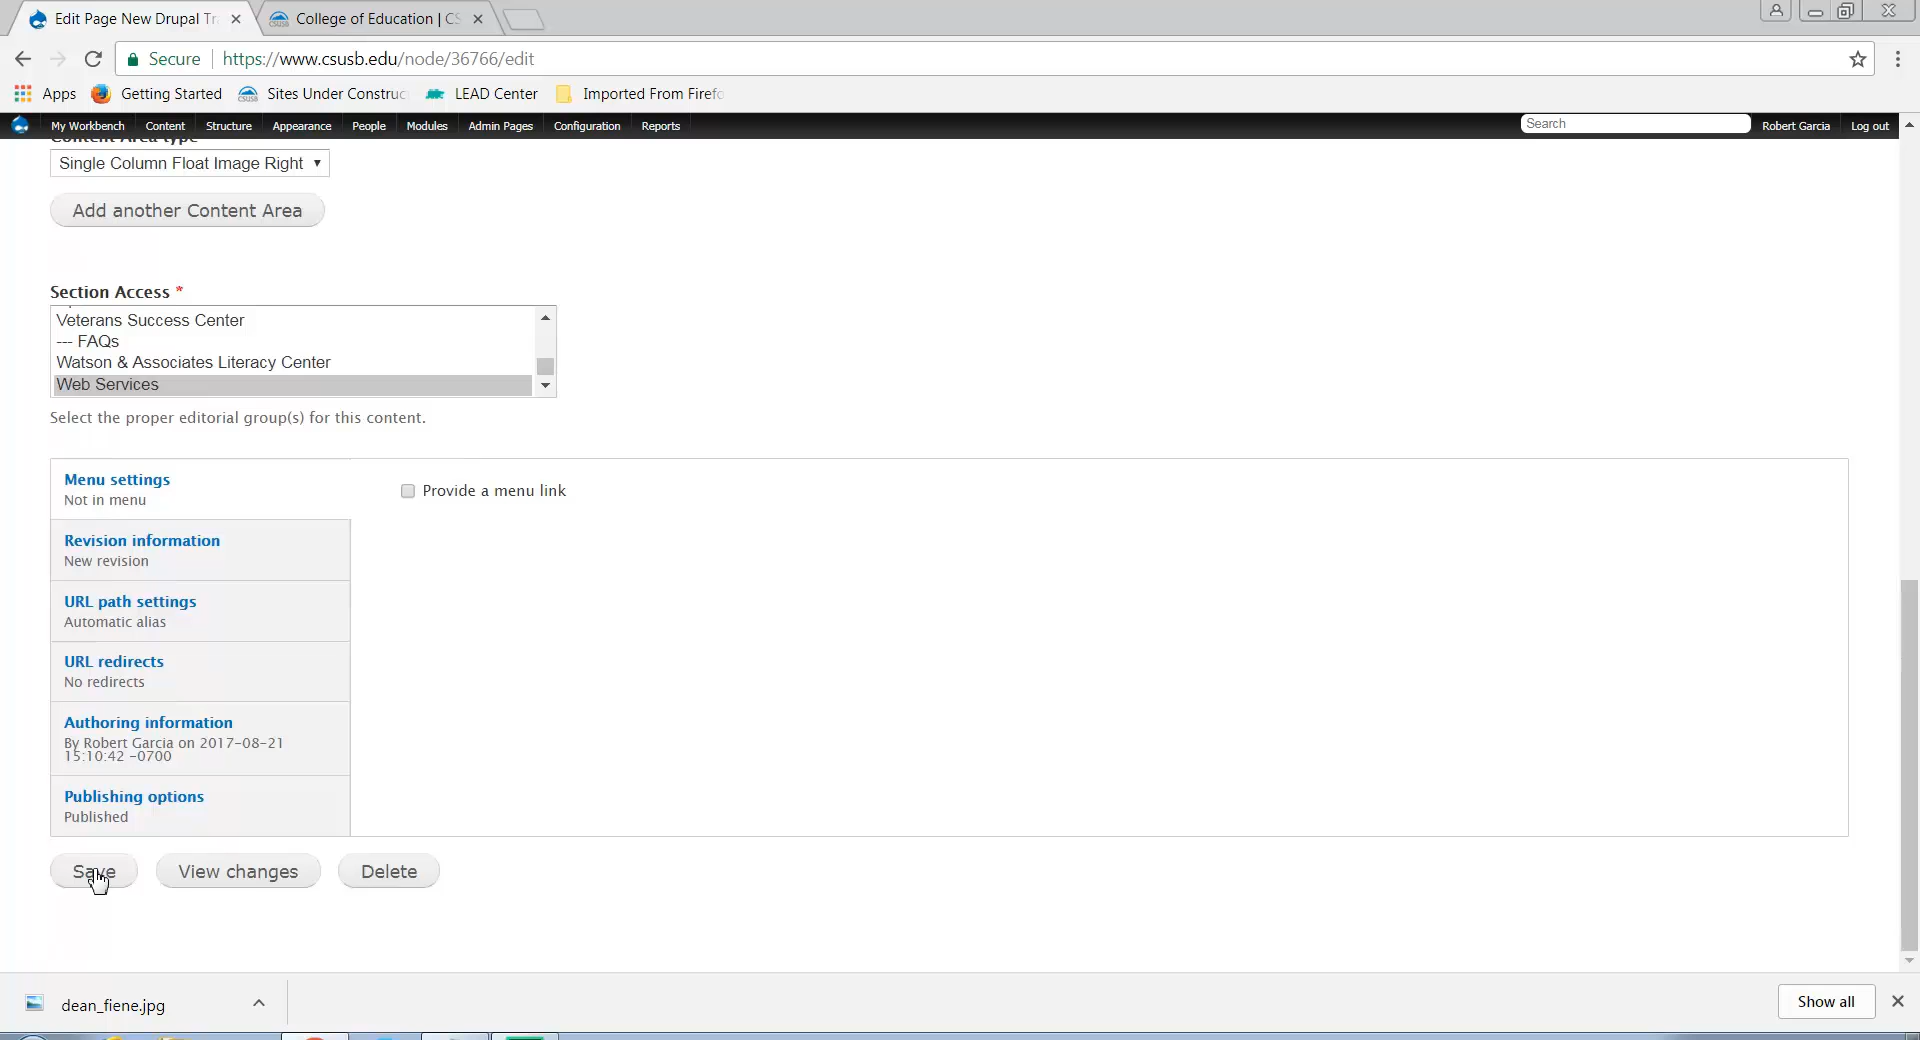 Edit Page New Drupal Tr
College of Education | CS
Secure
https://www.csusb.edu/node/36766/edit
Apps
Getting Started
Sites Under Construc
LEAD Center
Imported From Firefo
My Workbench
Content
Structure
Appearance
People
Modules
Admin Pages
Configuration
Reports
Search
Robert Garcia
Log out
Content Area type
Single Column Float Image Right
Add another Content Area
Section Access *
Veterans Success Center
--- FAQs
Watson & Associates Literacy Center
Web Services
Select the proper editorial group(s) for this content.
Menu settings
Not in menu
Provide a menu link
Revision information
New revision
URL path settings
Automatic alias
URL redirects
No redirects
Authoring information
By Robert Garcia on 2017-08-21
15:10:42 -0700
Publishing options
Published
Save
View changes
Delete
dean_fiene.jpg
Show all